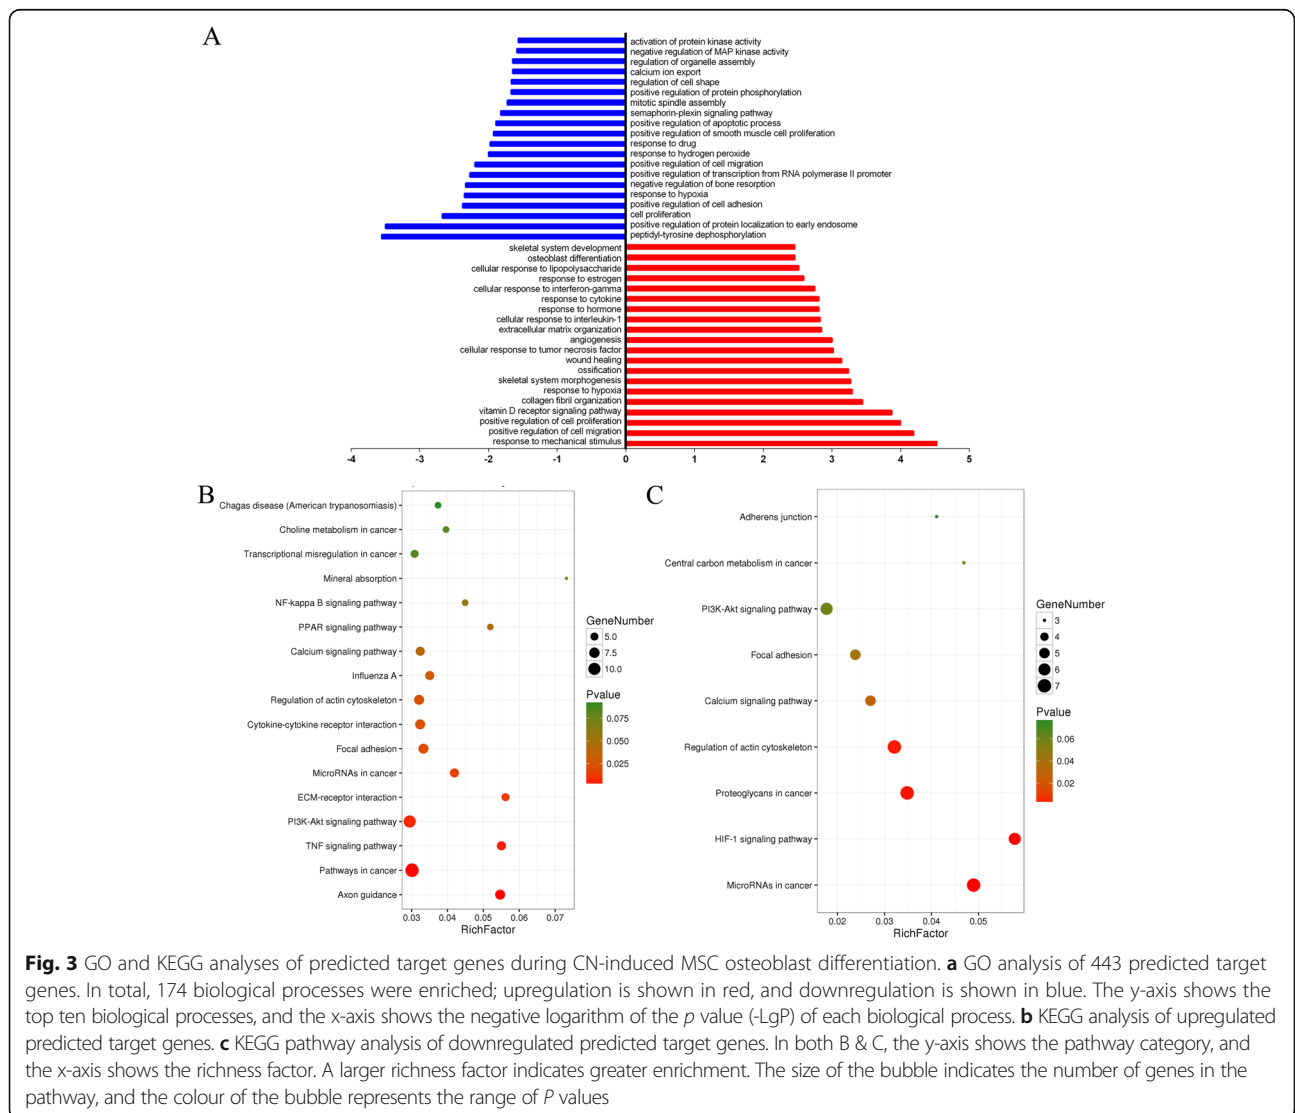 A
activation of protein kinase activity
negative regulation of MAP kinase activity
regulation of organelle assembly
calcium ion export
regulation of cell shape
positive regulation of protein phosphorylation
mitotic spindle assembly
semaphorin-plexin signaling pathway
positive regulation of apoptotic process
positive regulation of smooth muscle cell proliferation
response to drug
response to hydrogen peroxide
positive regulation of cell migration
positive regulation of transcription from RNA polymerase II promoter
negative regulation of bone resorption
response to hypoxia
positive regulation of cell adhesion
cell proliferation
positive regulation of protein localization to early endosome
peptidyl-tyrosine dephosphorylation
skeletal system development
osteoblast differentiation
cellular response to lipopolysaccharide
response to estrogen
cellular response to interferon-gamma
response to cytokine
response to hormone
cellular response to interleukin-1
extracellular matrix organization
angiogenesis
cellular response to tumor necrosis factor
wound healing
ossification
skeletal system morphogenesis
response to hypoxia
collagen fibril organization
vitamin D receptor signaling pathway
positive regulation of cell proliferation
positive regulation of cell migration
response to mechanical stimulus
-4 -3 -2 -1 0 1 2 3 4 5
B
Chagas disease (American trypanosomiasis)
Choline metabolism in cancer
Transcriptional misregulation in cancer
Mineral absorption
NF-kappa B signaling pathway
PPAR signaling pathway
Calcium signaling pathway
Influenza A
Regulation of actin cytoskeleton
Cytokine-cytokine receptor interaction
Focal adhesion
MicroRNAs in cancer
ECM-receptor interaction
PI3K-Akt signaling pathway
TNF signaling pathway
Pathways in cancer
Axon guidance
0.03 0.04 0.05 0.06 0.07
RichFactor
GeneNumber
5.0
7.5
10.0
Pvalue
0.075
0.050
0.025
C
Adherens junction
Central carbon metabolism in cancer
PI3K-Akt signaling pathway
Focal adhesion
Calcium signaling pathway
Regulation of actin cytoskeleton
Proteoglycans in cancer
HIF-1 signaling pathway
MicroRNAs in cancer
0.02 0.03 0.04 0.05
RichFactor
GeneNumber
3
4
5
6
7
Pvalue
0.06
0.04
0.02
Fig. 3 GO and KEGG analyses of predicted target genes during CN-induced MSC osteoblast differentiation. a GO analysis of 443 predicted target
genes. In total, 174 biological processes were enriched; upregulation is shown in red, and downregulation is shown in blue. The y-axis shows the
top ten biological processes, and the x-axis shows the negative logarithm of the p value (-LgP) of each biological process. b KEGG analysis of upregulated
predicted target genes. c KEGG pathway analysis of downregulated predicted target genes. In both B & C, the y-axis shows the pathway category, and
the x-axis shows the richness factor. A larger richness factor indicates greater enrichment. The size of the bubble indicates the number of genes in the
pathway, and the colour of the bubble represents the range of P values